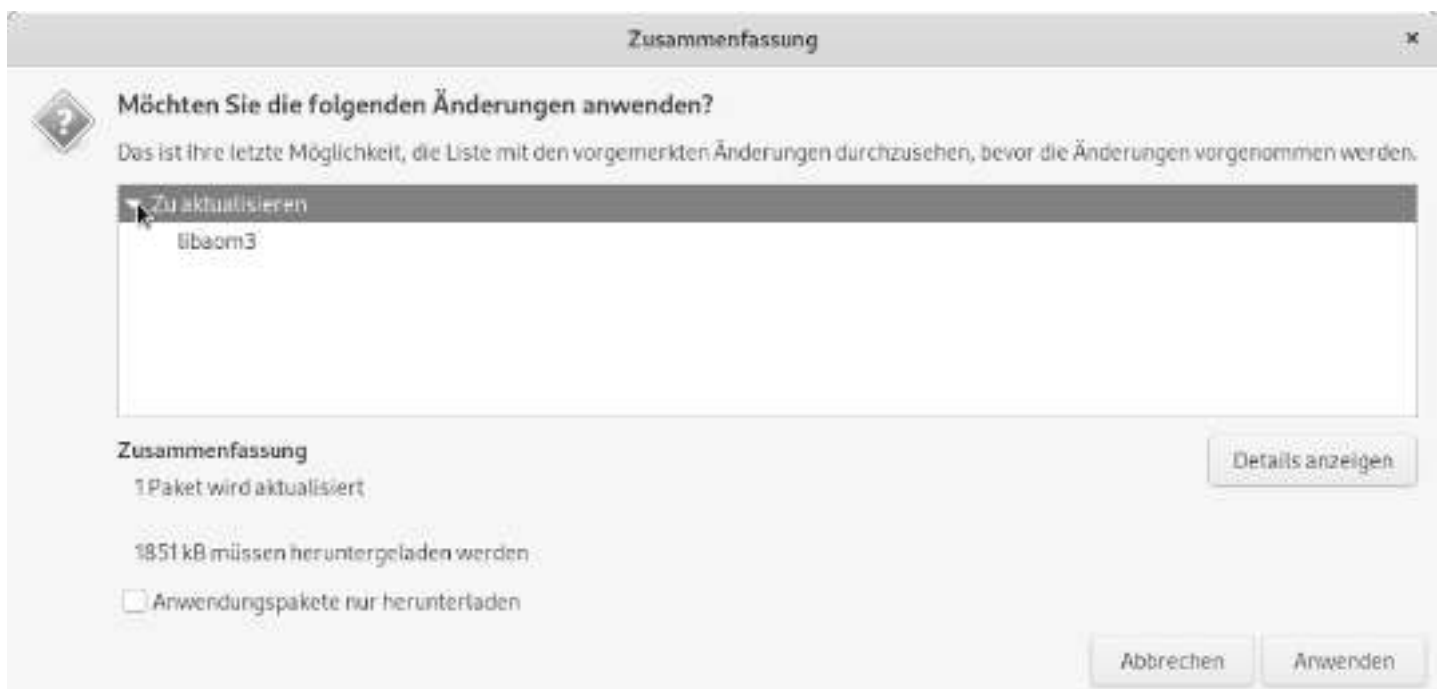 Zusammenfassung
Möchten Sie die folgenden Änderungen anwenden?
Das ist Ihre letzte Möglichkeit, die Liste mit den vorgemerkten Änderungen durchzusehen, bevor die Änderungen vorgenommen werden.
Zu aktualisieren
libaom3
Zusammenfassung
Details anzeigen
1 Paket wird aktualisiert
1851 kB müssen heruntergeladen werden
Anwendungspakete nur herunterladen
Abbrechen
Anwenden